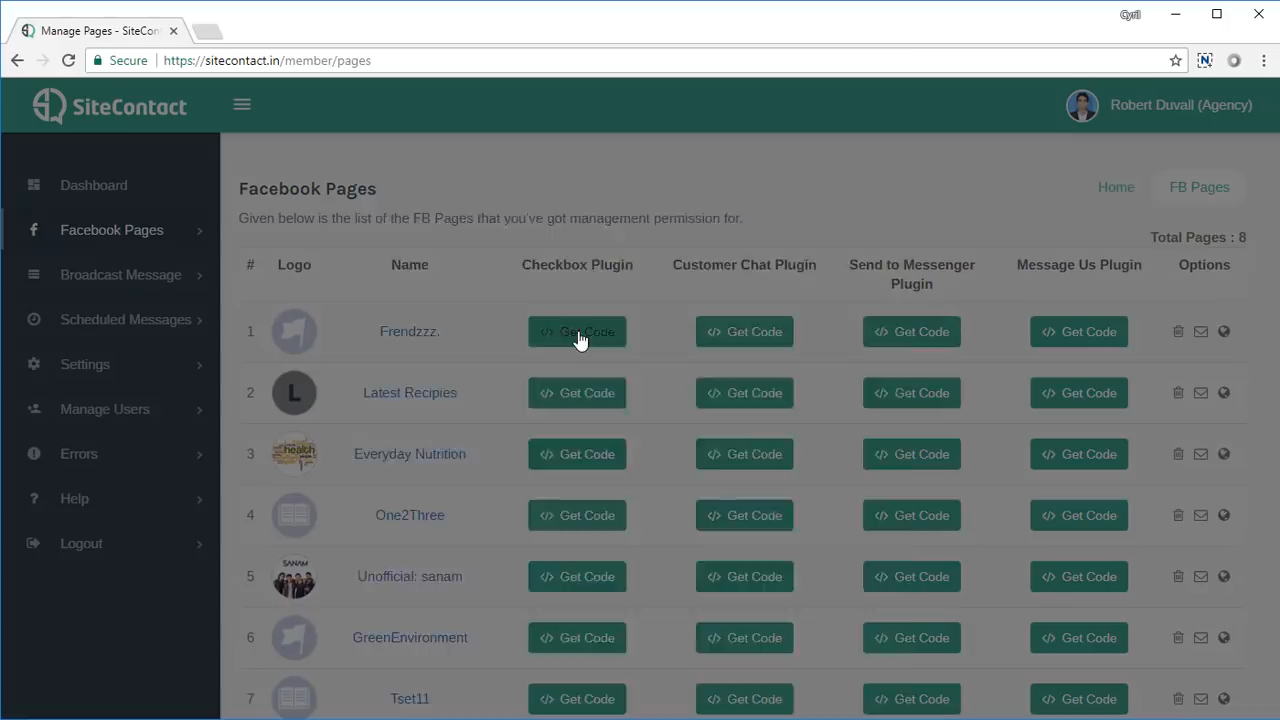 Cyril
Manage Pages - SiteCon
Secure | https://sitecontact.in/member/pages
SiteContact
Robert Duvall (Agency)
Dashboard
Facebook Pages
Broadcast Message
Scheduled Messages
Settings
Manage Users
Errors
Help
Logout
Facebook Pages
Home FB Pages
Given below is the list of the FB Pages that you've got management permission for.
Total Pages : 8
# Logo Name Checkbox Plugin Customer Chat Plugin Send to Messenger Plugin Message Us Plugin Options
1 Frendzzz. Get Code Get Code Get Code Get Code
2 L Latest Recipies Get Code Get Code Get Code Get Code
3 health Everyday Nutrition Get Code Get Code Get Code Get Code
4 One2Three Get Code Get Code Get Code Get Code
5 SANAM Unofficial: sanam Get Code Get Code Get Code Get Code
6 GreenEnvironment Get Code Get Code Get Code Get Code
7 Tset11 Get Code Get Code Get Code Get Code